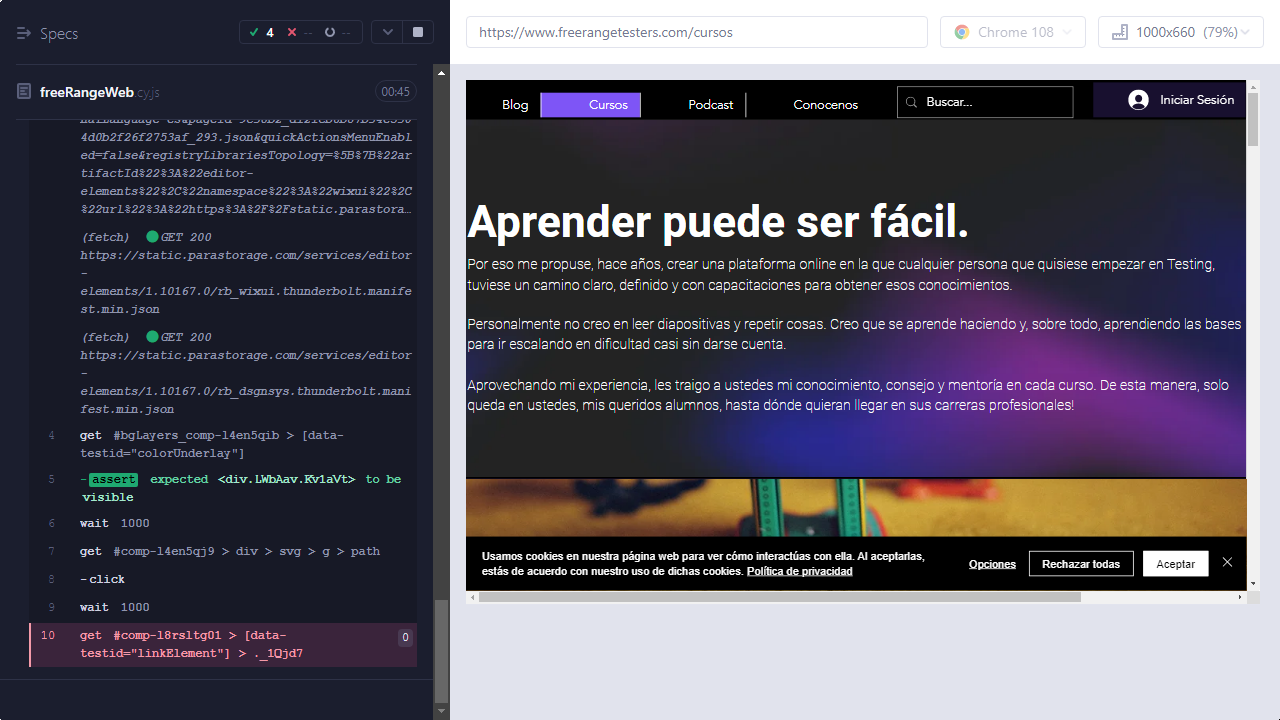 Specs
4
--
--
freeRangeWeb.cy.js
00:45
4d0b2f26f2753af_293.json&quickActionsMenuEnabl
ed=false&registryLibrariesTopology=%5B%7B%22ar
tifactId%22%3A%22editor-
elements%22%2C%22namespace%22%3A%22wixui%22%2C
%22url%22%3A%22https%3A%2F%2Fstatic.parastora…
(fetch) GET 200
https://static.parastorage.com/services/editor
-
elements/1.10167.0/rb_wixui.thunderbolt.manife
st.min.json
(fetch) GET 200
https://static.parastorage.com/services/editor
-
elements/1.10167.0/rb_dsgnsys.thunderbolt.mani
fest.min.json
4 get #bgLayers_comp-l4en5qib > [data-
testid="colorUnderlay"]
5 -assert expected <div.LWbAav.Kv1aVt> to be
visible
6 wait 1000
7 get #comp-l4en5qj9 > div > svg > g > path
8 -click
9 wait 1000
10 get #comp-l8rsltg01 > [data-
testid="linkElement"] > ._1Qjd7
0
https://www.freerangetesters.com/cursos
Chrome 108
1000x660 (79%)
Blog
Cursos
Podcast
Conocenos
Buscar...
Iniciar Sesión
Aprender puede ser fácil.
Por eso me propuse, hace años, crear una plataforma online en la que cualquier persona que quisiese empezar en Testing,
tuviese un camino claro, definido y con capacitaciones para obtener esos conocimientos.
Personalmente no creo en leer diapositivas y repetir cosas. Creo que se aprende haciendo y, sobre todo, aprendiendo las bases
para ir escalando en dificultad casi sin darse cuenta.
Aprovechando mi experiencia, les traigo a ustedes mi conocimiento, consejo y mentoría en cada curso. De esta manera, solo
queda en ustedes, mis queridos alumnos, hasta dónde quieran llegar en sus carreras profesionales!
Usamos cookies en nuestra página web para ver cómo interactúas con ella. Al aceptarlas,
estás de acuerdo con nuestro uso de dichas cookies. Política de privacidad
Opciones
Rechazar todas
Aceptar